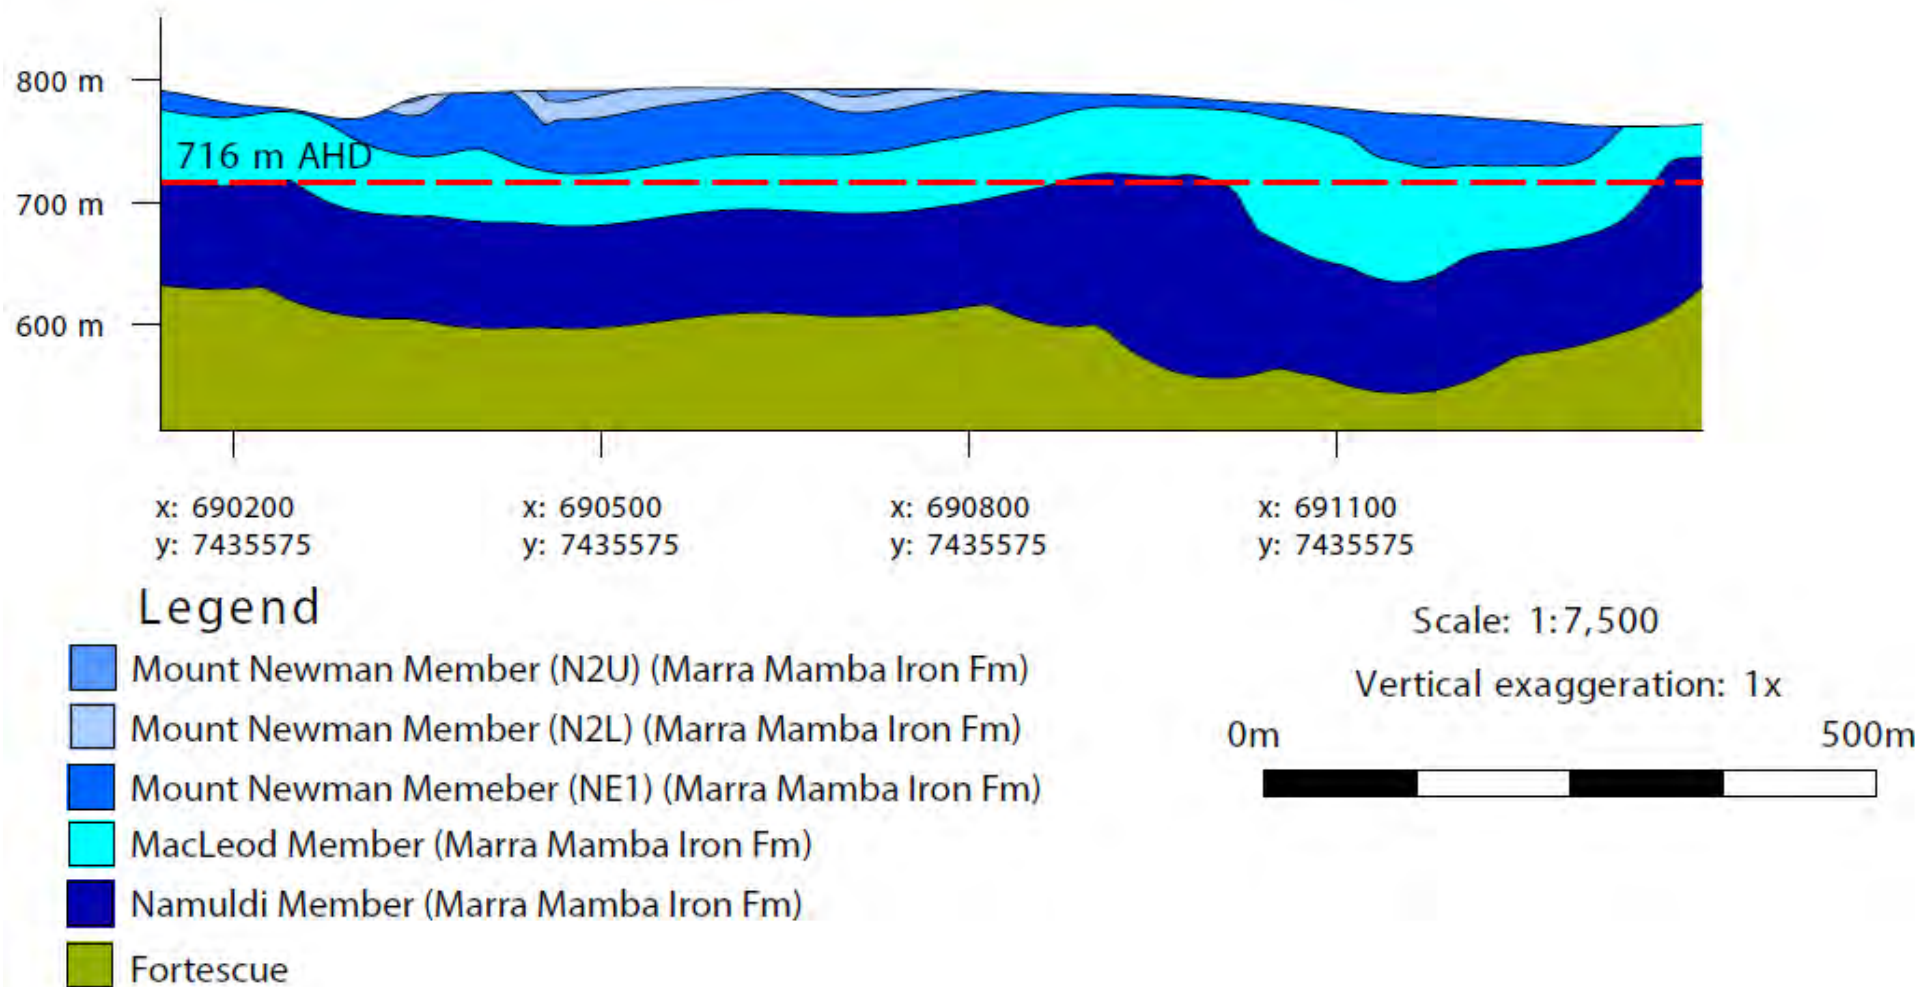 800 m
716 m AHD
700 m
600 m
x: 690200
y: 7435575
x: 690500
y: 7435575
x: 690800
y: 7435575
x: 691100
y: 7435575
Legend
Mount Newman Member (N2U) (Marra Mamba Iron Fm)
Mount Newman Member (N2L) (Marra Mamba Iron Fm)
Mount Newman Memeber (NE1) (Marra Mamba Iron Fm)
MacLeod Member (Marra Mamba Iron Fm)
Namuldi Member (Marra Mamba Iron Fm)
Fortescue
Scale: 1:7,500
Vertical exaggeration: 1x
0m 500m